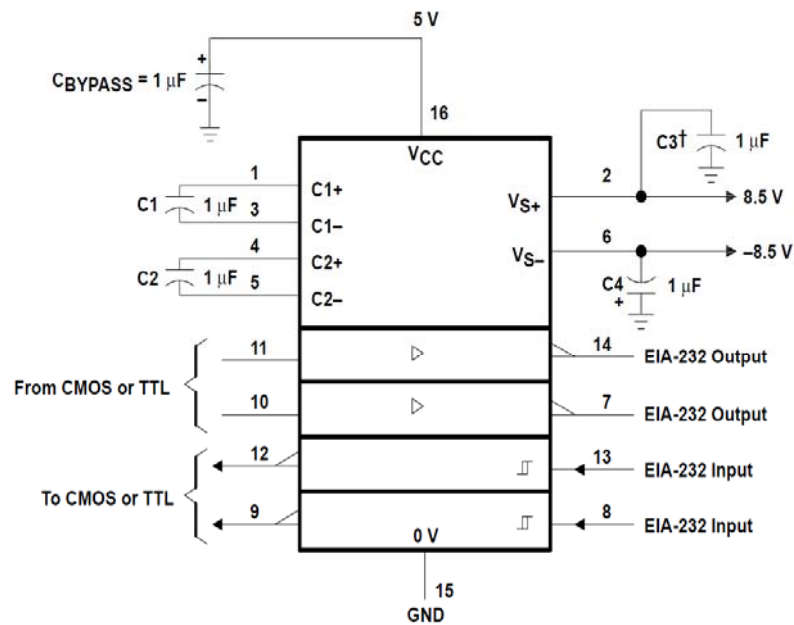 5 V
CBYPASS = 1 μF
+
–
16
VCC
C3†
1 μF
1
C1+
C1
1 μF
3
C1–
2
VS+
8.5 V
4
C2+
C2
1 μF
5
C2–
6
VS–
–8.5 V
C4
+
1 μF
From CMOS or TTL
11
14
EIA-232 Output
10
7
EIA-232 Output
To CMOS or TTL
12
13
EIA-232 Input
9
8
EIA-232 Input
0 V
15
GND